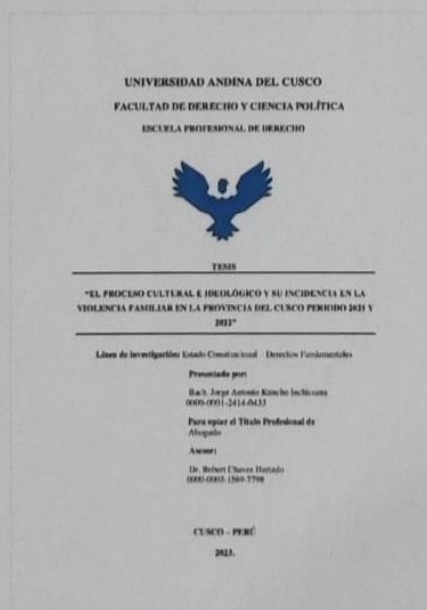 UNIVERSIDAD ANDINA DEL CUSCO
FACULTAD DE DERECHO Y CIENCIA POLÍTICA
ESCUELA PROFESIONAL DE DERECHO
TESIS
“EL PROCESO CULTURAL E IDEOLÓGICO Y SU INCIDENCIA EN LA
VIOLENCIA FAMILIAR EN LA PROVINCIA DEL CUSCO PERIODO 2021 Y
2022”
Línea de investigación: Estado Constitucional – Derechos Fundamentales
Presentado por:
Bach. Jorge Antonio Kancho
Para optar el Título Profesional de
Abogado
Asesor:
Dr. Robert Chavez Hurtado
CUSCO – PERÚ
2023.